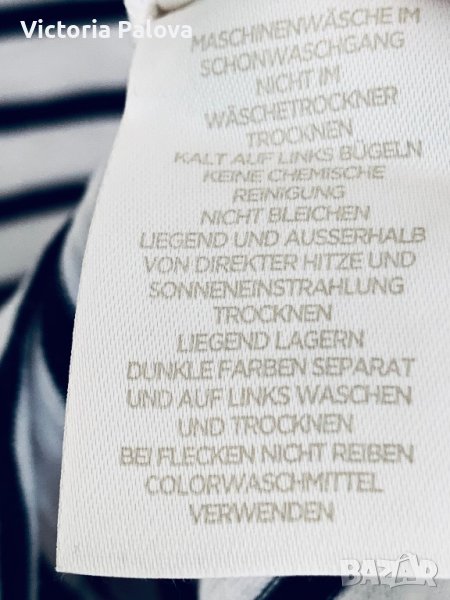 Victoria Palova
MASCHINENWÄSCHE IM
SCHONWASCHGANG
NICHT IM
WÄSCHETROCKNER
TROCKNEN
KALT AUF LINKS BÜGELN
KEINE CHEMISCHE
REINIGUNG
NICHT BLEICHEN
LIEGEND UND AUSSERHALB
VON DIREKTER HITZE UND
SONNENEINSTRAHLUNG
TROCKNEN
LIEGEND LAGERN
DUNKLE FARBEN SEPARAT
UND AUF LINKS WASCHEN
UND TROCKNEN
BEI FLECKEN NICHT REIBEN
COLORWASCHMITTEL
VERWENDEN
BAZAR